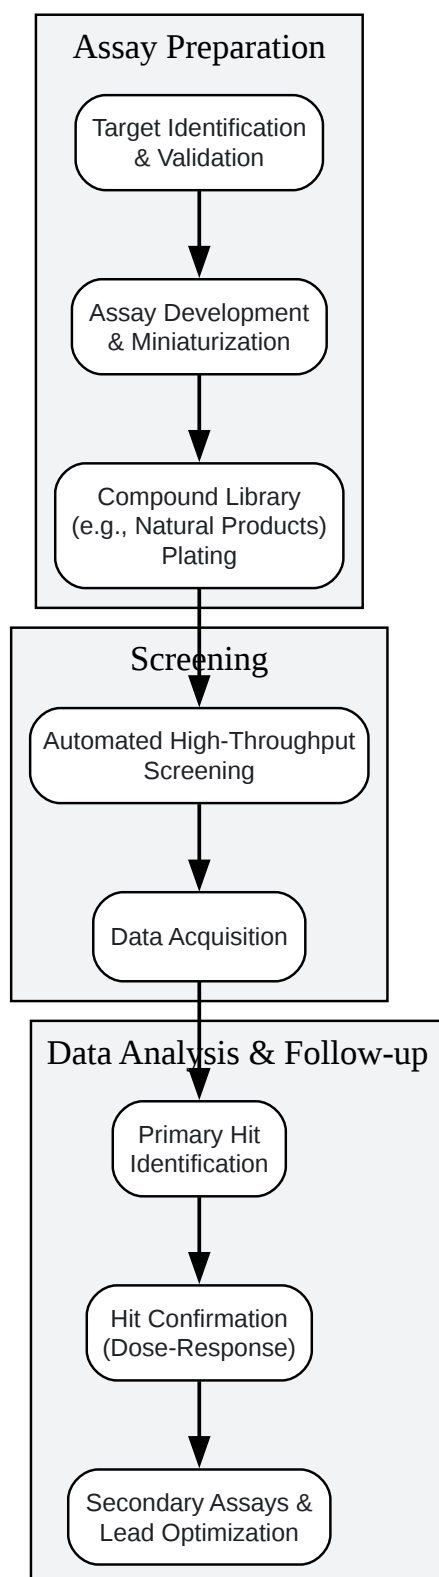 Assay Preparation
Target Identification
& Validation
Assay Development
& Miniaturization
Compound Library
(e.g., Natural Products)
Plating
Screening
Automated High-Throughput
Screening
Data Acquisition
Data Analysis & Follow-up
Primary Hit
Identification
Hit Confirmation
(Dose-Response)
Secondary Assays &
Lead Optimization